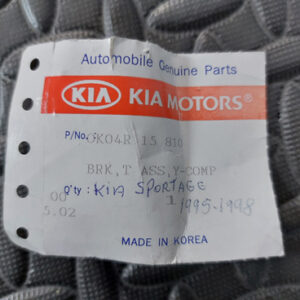 Automobile Genuine Parts
KIA KIA MOTORS®
P/No. 0K04R 15 810
BRK,T ASS,Y-COMP
Q'ty : KIA SPORTAGE
00 1 1995-1998
5.02
MADE IN KOREA